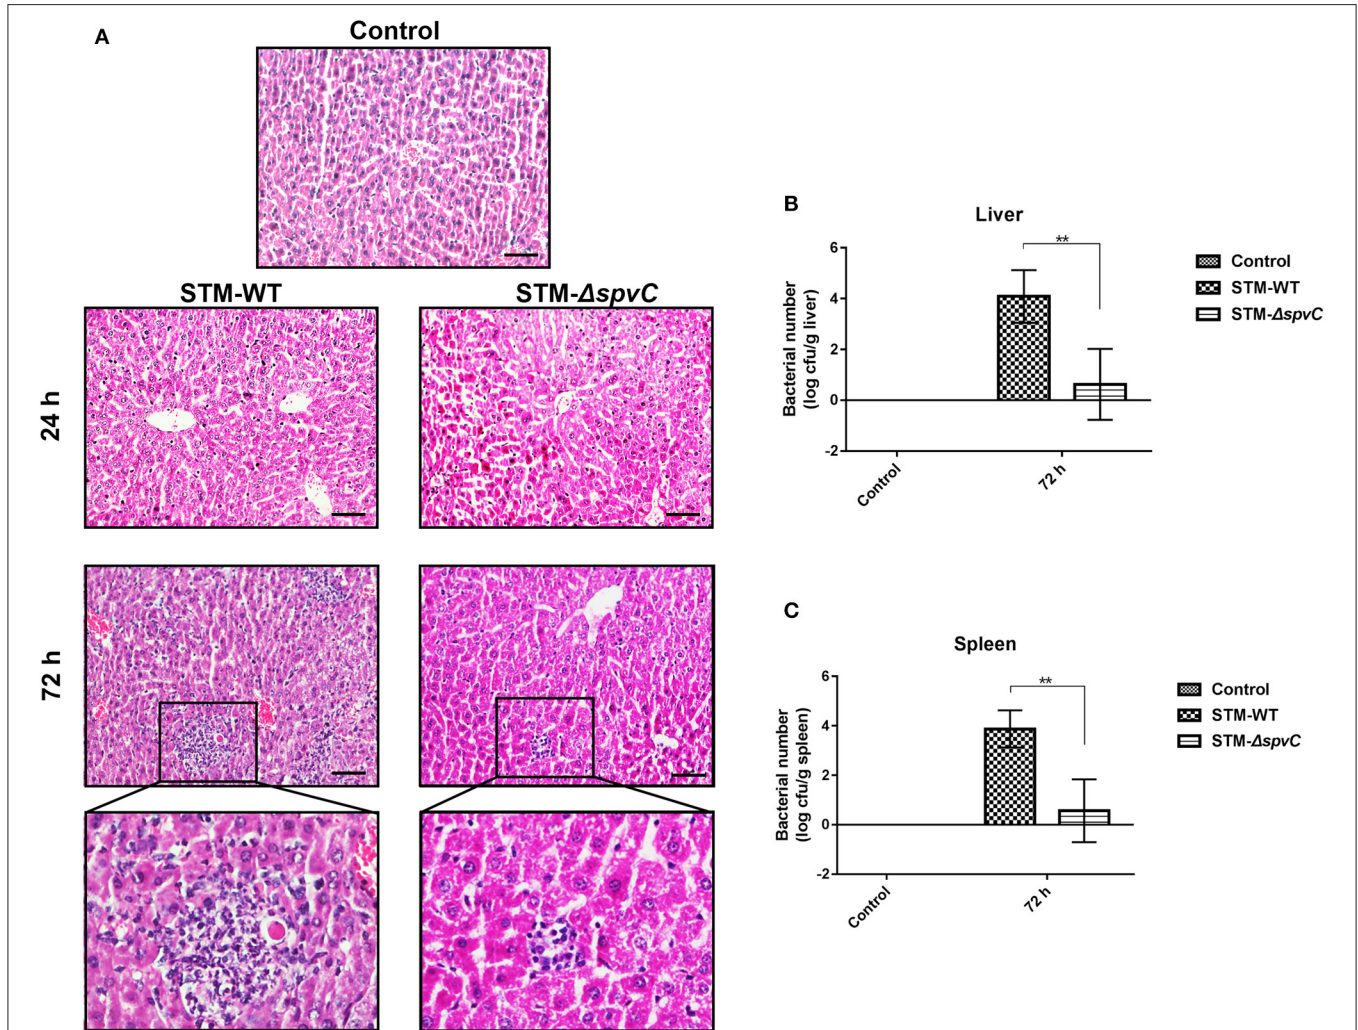 A
Control
STM-WT
STM-ΔspvC
24 h
72 h
B
Liver
Bacterial number
(log cfu/g liver)
6
4
2
0
-2
**
Control
72 h
Control
STM-WT
STM-ΔspvC
C
Spleen
Bacterial number
(log cfu/g spleen)
6
4
2
0
-2
**
Control
72 h
Control
STM-WT
STM-ΔspvC